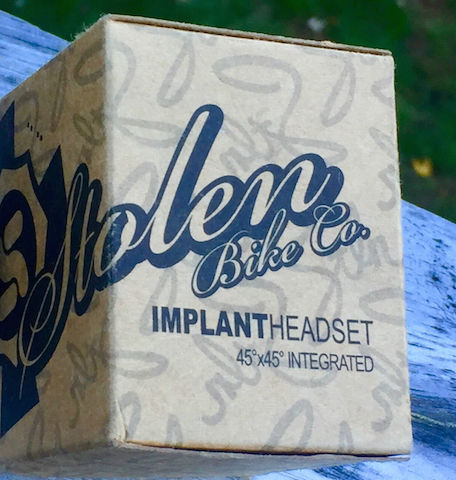 Stolen
Bike Co.
IMPLANTHEADSET
45°x45° INTEGRATED